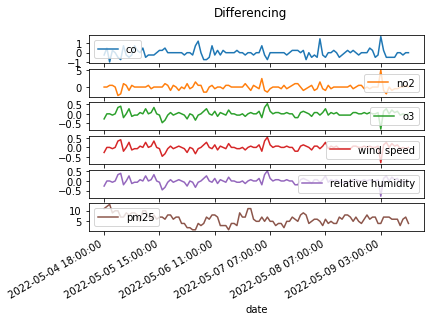 Differencing
1
0
−1
co
5
0
no2
0.5
0.0
−0.5
o3
0.5
0.0
−0.5
wind speed
0.5
0.0
−0.5
relative humidity
10
5
pm25
2022-05-04 18:00:00
2022-05-05 15:00:00
2022-05-06 11:00:00
2022-05-07 07:00:00
2022-05-08 07:00:00
2022-05-09 03:00:00
date